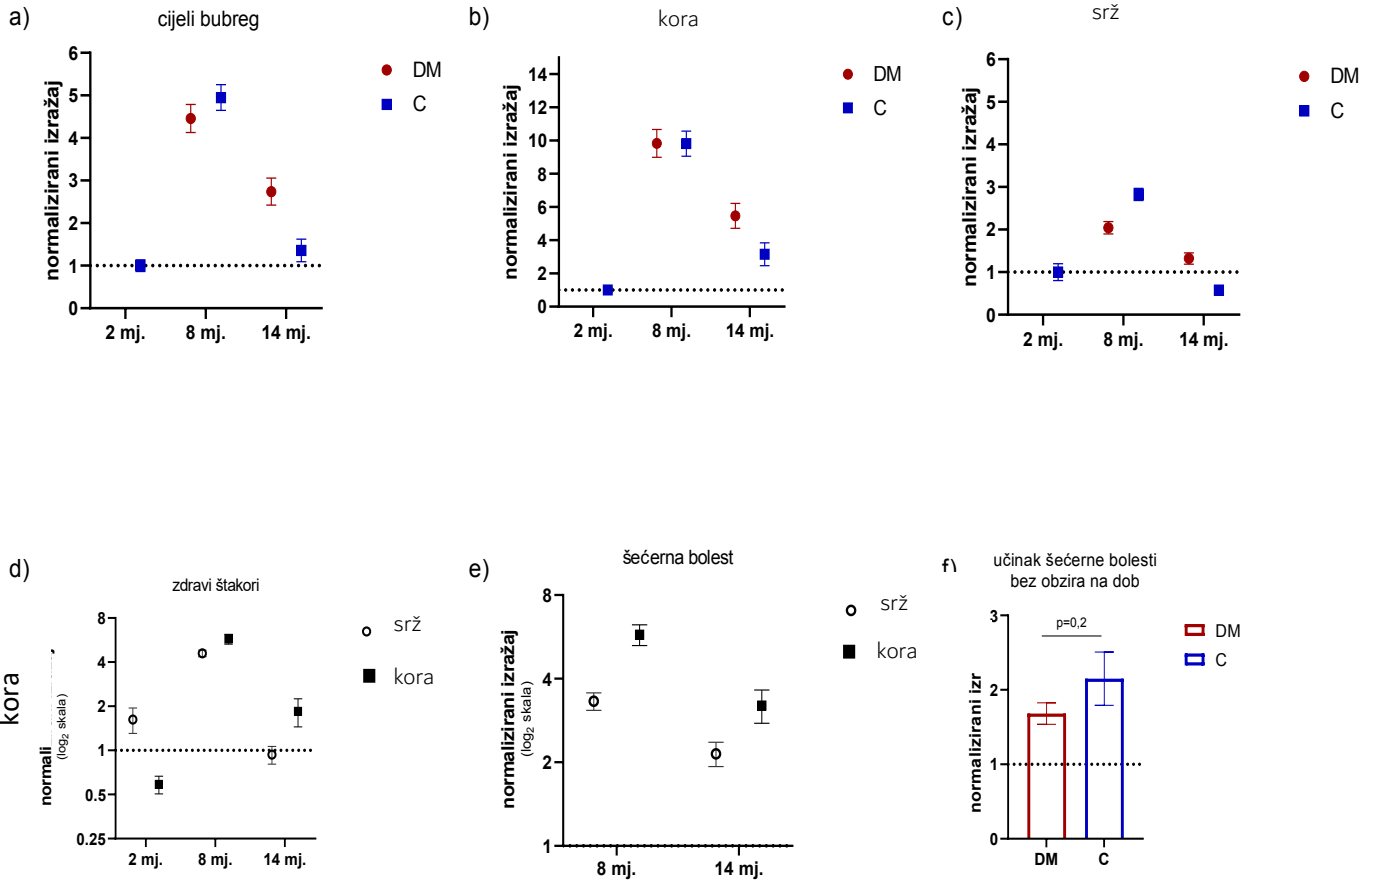 a)
cijeli bubreg
normalizirani izražaj
6
5
4
3
2
1
0
2 mj.
8 mj.
14 mj.
DM
C
b)
kora
normalizirani izražaj
14
12
10
8
6
4
2
0
2 mj.
8 mj.
14 mj.
DM
C
c)
srž
normalizirani izražaj
6
5
4
3
2
1
0
2 mj.
8 mj.
14 mj.
DM
C
d)
zdravi štakori
kora
normali
(log2 skala)
8
4
2
1
0.5
0.25
2 mj.
8 mj.
14 mj.
srž
kora
e)
šećerna bolest
normalizirani izražaj
(log2 skala)
8
4
2
1
8 mj.
14 mj.
srž
kora
f)
učinak šećerne bolesti
bez obzira na dob
normalizirani izr
3
2
1
0
p=0,2
DM
C
DM
C